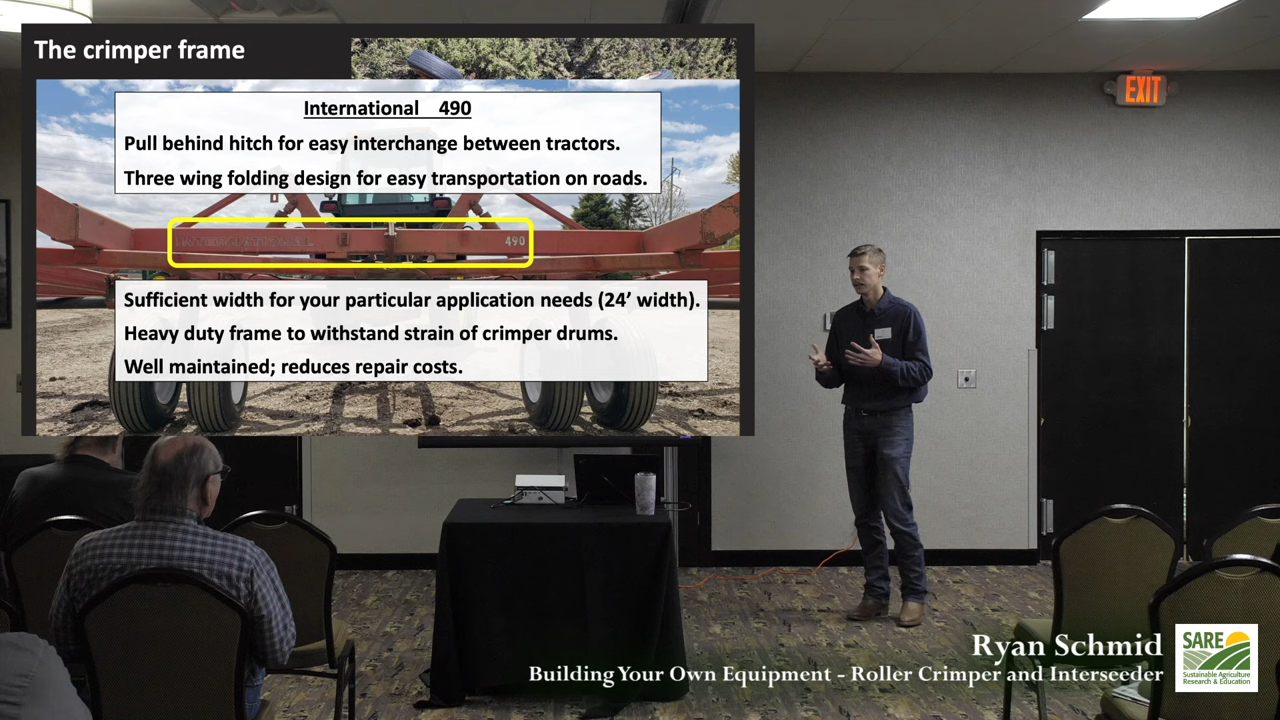 The crimper frame
International 490
Pull behind hitch for easy interchange between tractors.
Three wing folding design for easy transportation on roads.
INTERNATIONAL 490
Sufficient width for your particular application needs (24' width).
Heavy duty frame to withstand strain of crimper drums.
Well maintained; reduces repair costs.
EXIT
Ryan Schmid
Building Your Own Equipment - Roller Crimper and Interseeder
SARE
Sustainable Agriculture
Research & Education